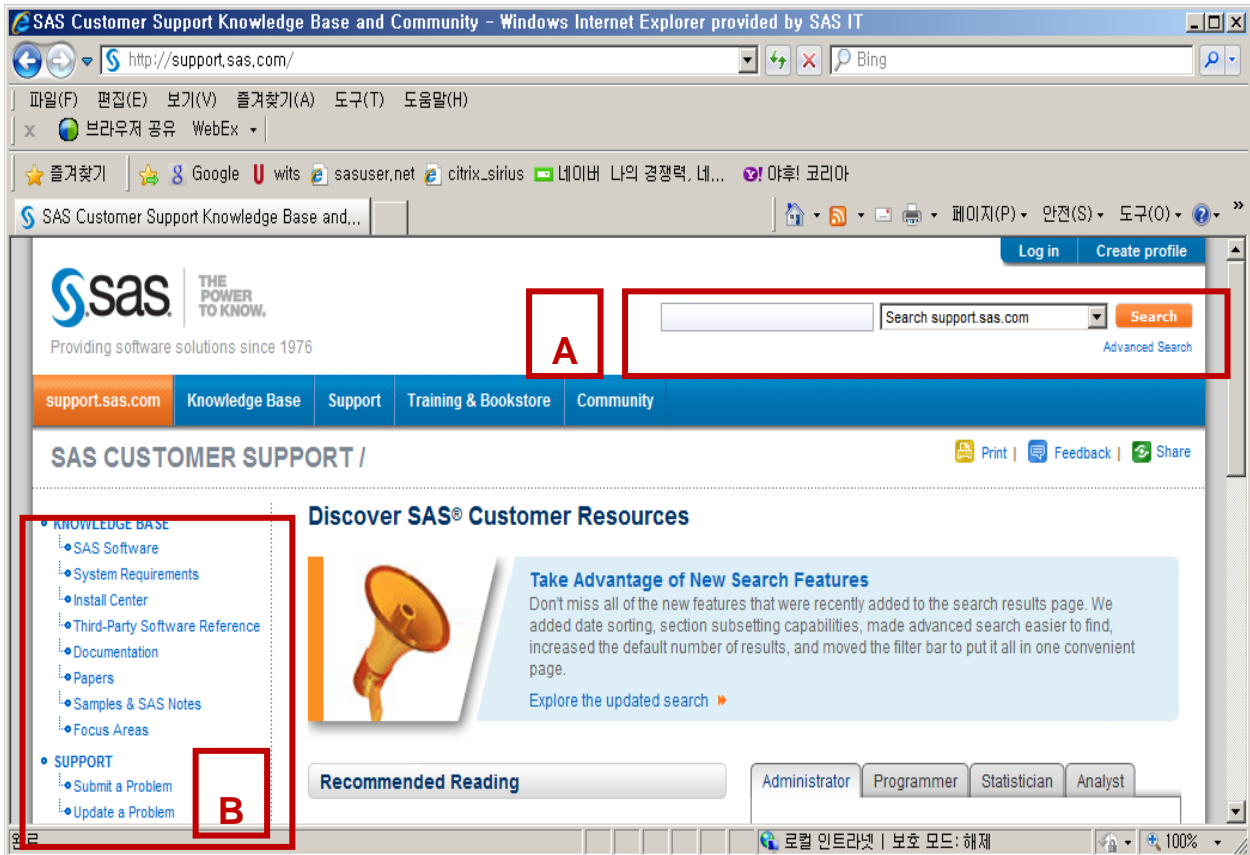 SAS Customer Support Knowledge Base and Community - Windows Internet Explorer provided by SAS IT
http://support.sas.com/
Bing
파일(F) 편집(E) 보기(V) 즐겨찾기(A) 도구(T) 도움말(H)
x 브라우저 공유 WebEx
즐겨찾기 Google wits sasuser.net citrix_sirius 네이버 나의 경쟁력, 네... 야후! 코리아
SAS Customer Support Knowledge Base and... 페이지(P) 안전(S) 도구(O) »
Log in Create profile
sas THE POWER TO KNOW.
A
Search support.sas.com Search
Providing software solutions since 1976
Advanced Search
support.sas.com Knowledge Base Support Training & Bookstore Community
SAS CUSTOMER SUPPORT /
Print | Feedback | Share
KNOWLEDGE BASE
SAS Software
System Requirements
Install Center
Third-Party Software Reference
Documentation
Papers
Samples & SAS Notes
Focus Areas
SUPPORT
Submit a Problem
Update a Problem
B
Discover SAS® Customer Resources
Take Advantage of New Search Features
Don't miss all of the new features that were recently added to the search results page. We
added date sorting, section subsetting capabilities, made advanced search easier to find,
increased the default number of results, and moved the filter bar to put it all in one convenient
page.
Explore the updated search
Recommended Reading
Administrator Programmer Statistician Analyst
완료 로컬 인트라넷 | 보호 모드: 해제 100%